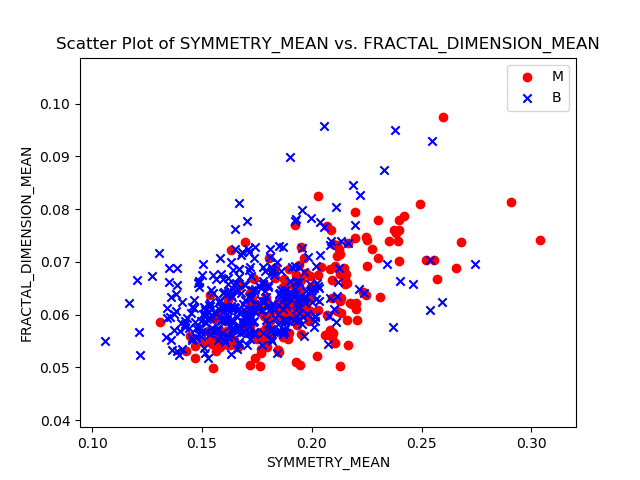 Scatter Plot of SYMMETRY_MEAN vs. FRACTAL_DIMENSION_MEAN
M
B
FRACTAL_DIMENSION_MEAN
0.10
0.09
0.08
0.07
0.06
0.05
0.04
0.10 0.15 0.20 0.25 0.30
SYMMETRY_MEAN